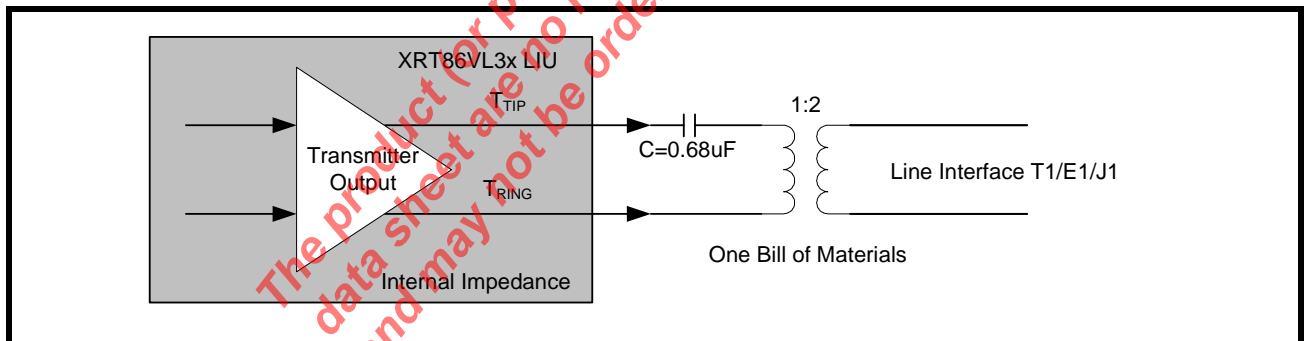 XRT86VL3x LIU
TTIP
1:2
C=0.68uF
Transmitter
Output
Line Interface T1/E1/J1
TRING
One Bill of Materials
Internal Impedance
The product (or p
data sheet are no
and may not be orde